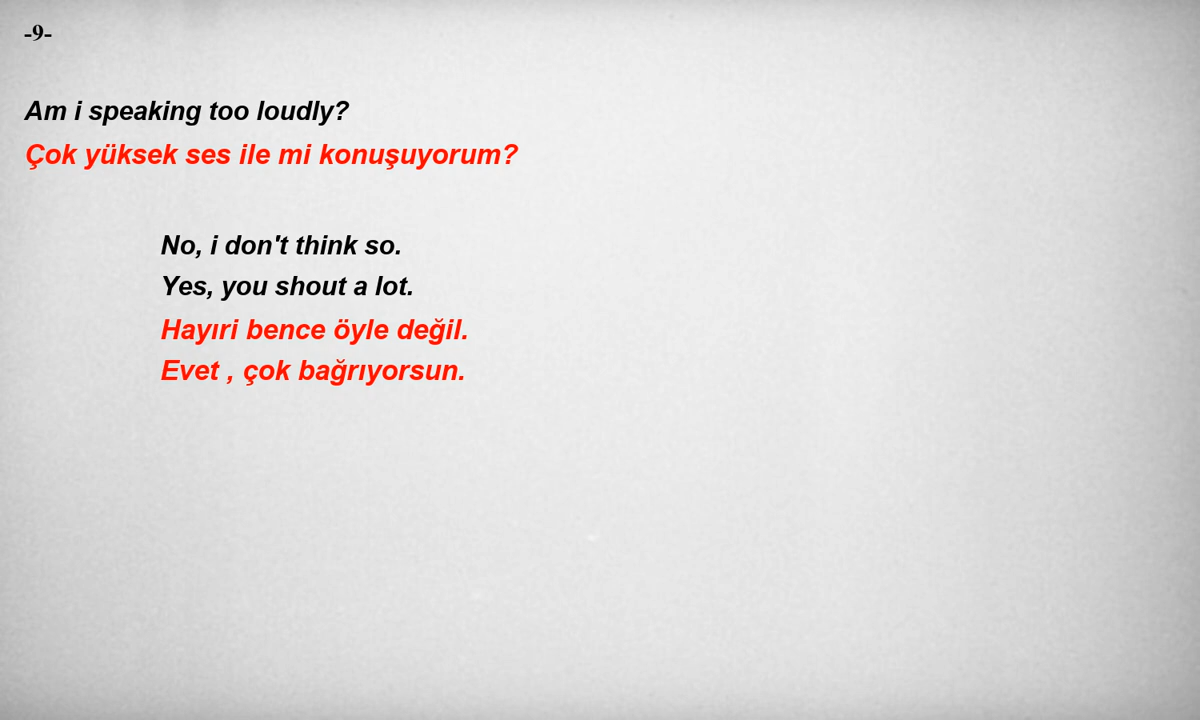 -9-
Am i speaking too loudly?
Çok yüksek ses ile mi konuşuyorum?
No, i don't think so.
Yes, you shout a lot.
Hayıri bence öyle değil.
Evet , çok bağrıyorsun.